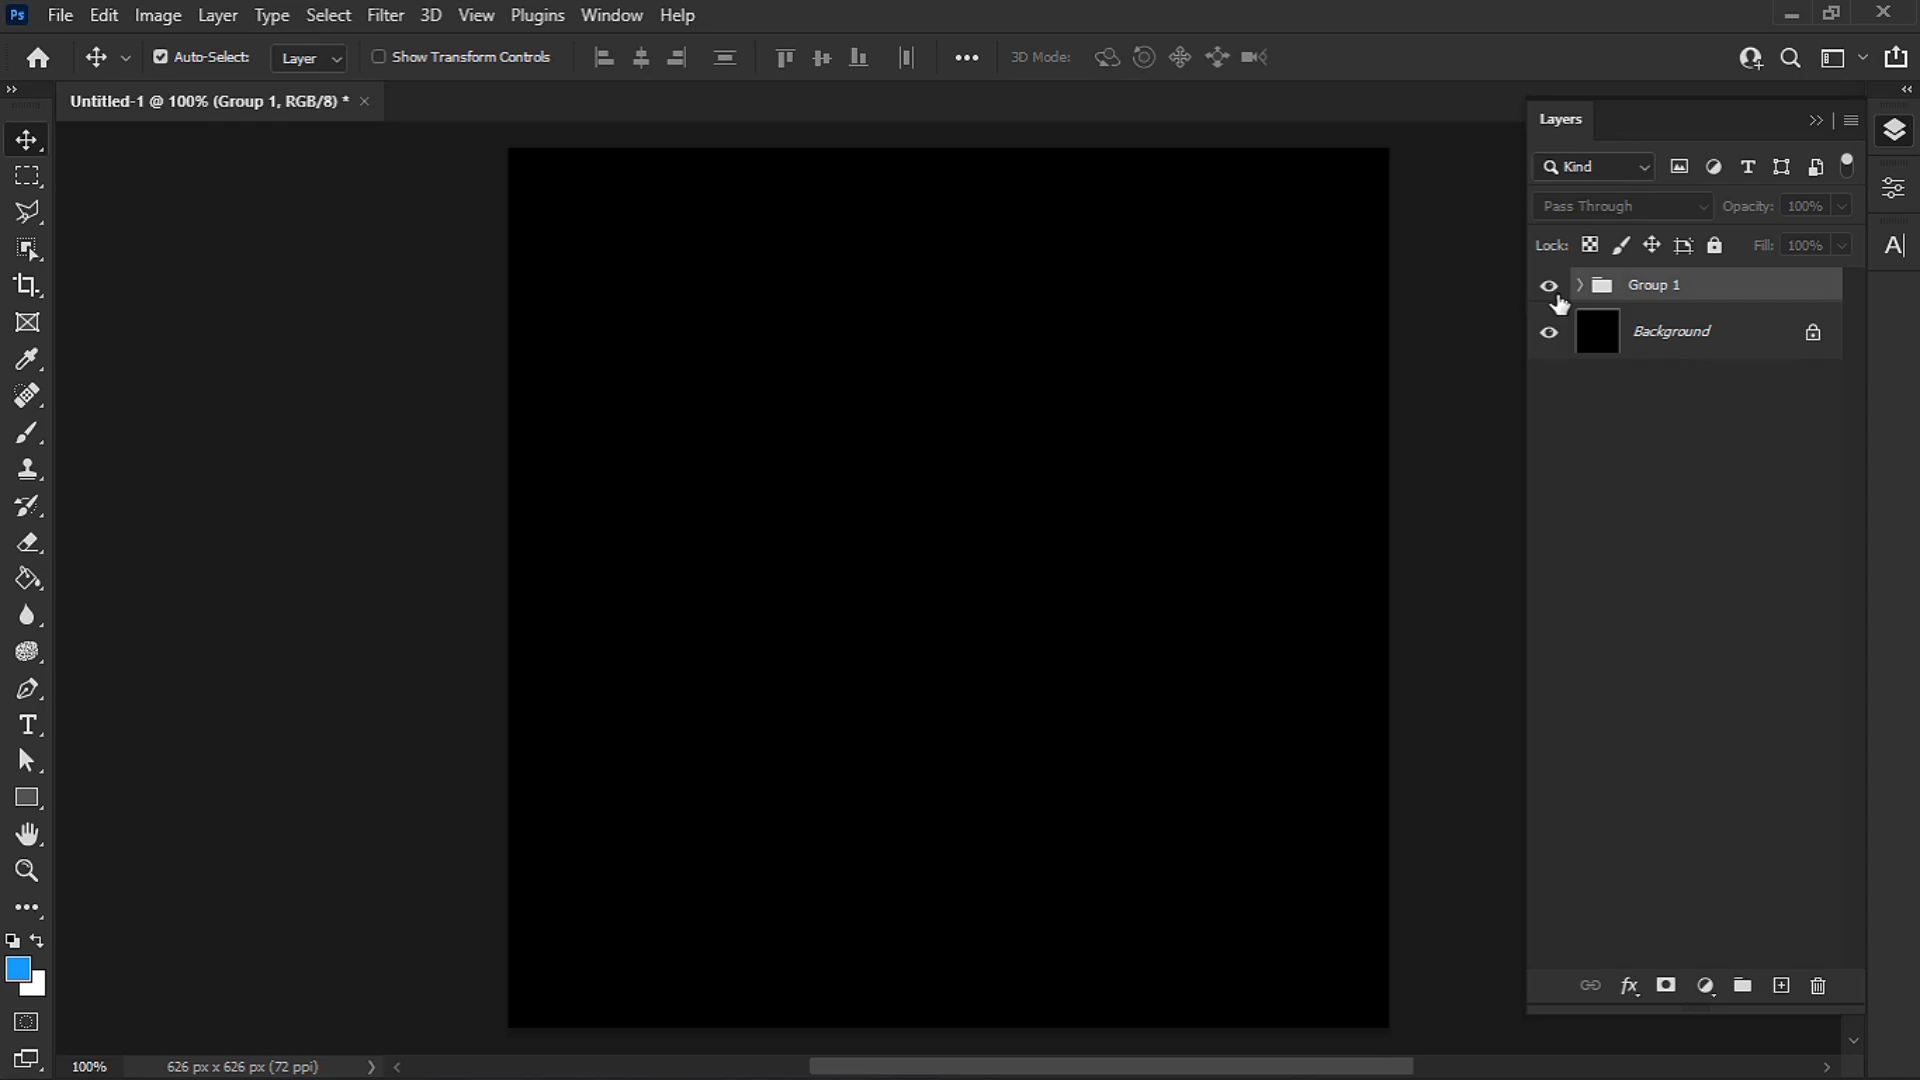 Ps File Edit Image Layer Type Select Filter 3D View Plugins Window Help
Auto-Select: Layer Show Transform Controls 3D Mode:
Untitled-1 @ 100% (Group 1, RGB/8) *
Layers
Kind
Pass Through Opacity: 100%
Lock: Fill: 100%
Group 1
Background
fx
100% 626 px x 626 px (72 ppi)